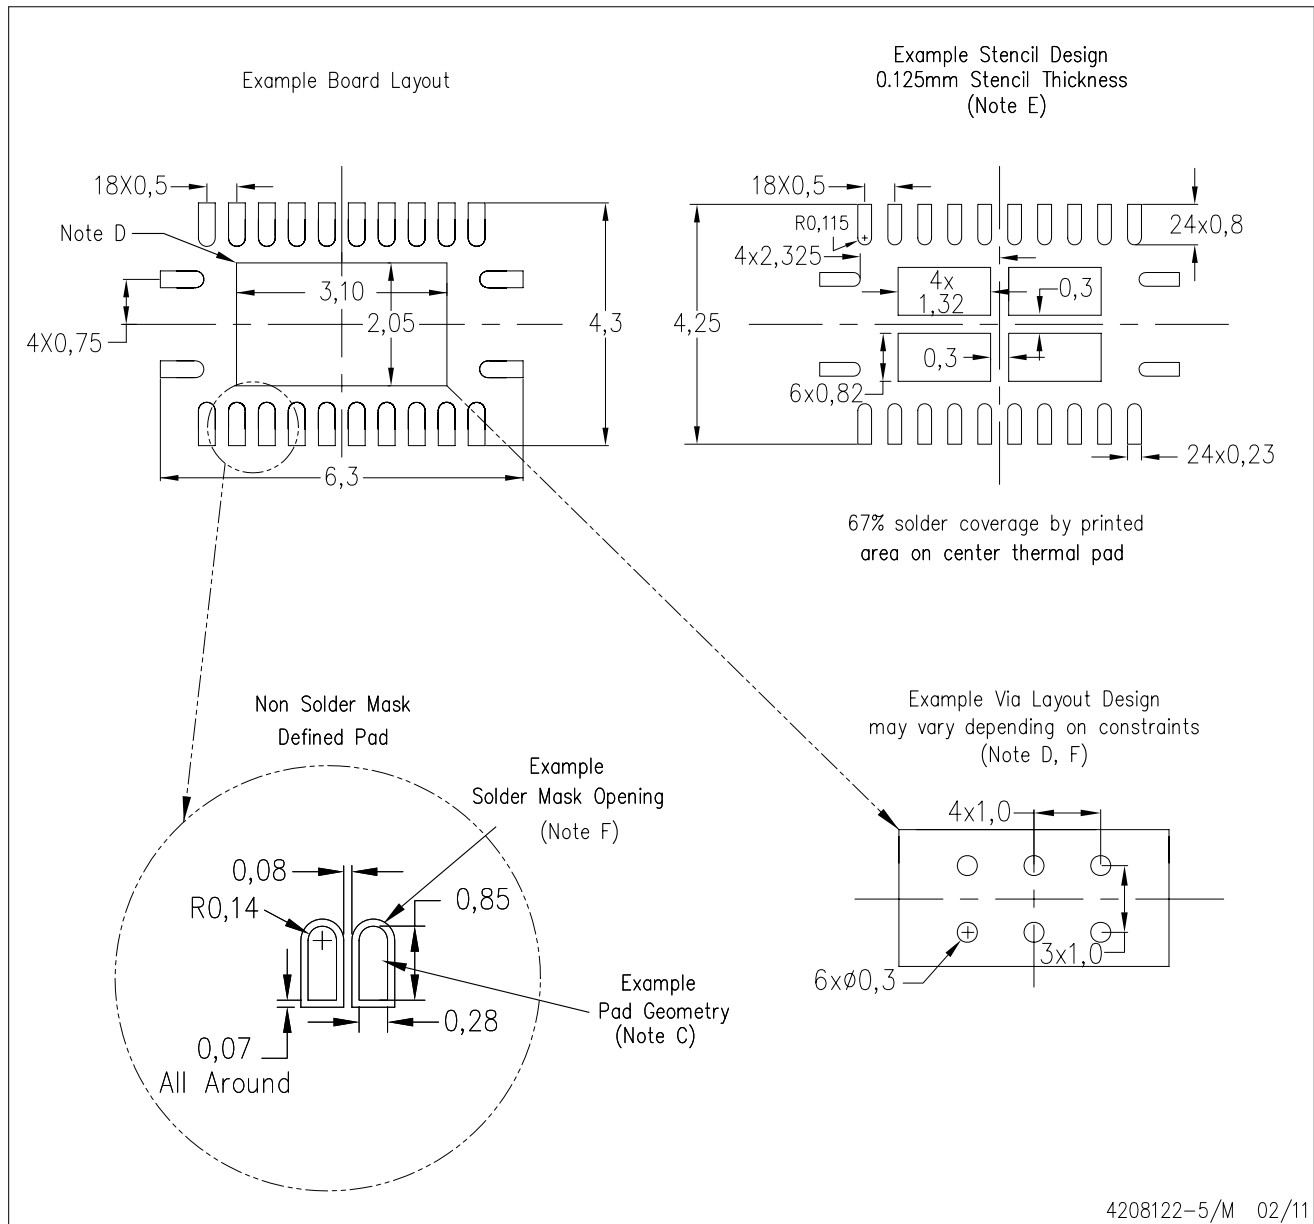 Example Board Layout
18X0,5
Note D
3,10
2,05
4,3
4X0,75
6,3
Example Stencil Design
0.125mm Stencil Thickness
(Note E)
18X0,5
R0,115
24x0,8
4x2,325
4x
1,32
0,3
4,25
0,3
6x0,82
24x0,23
67% solder coverage by printed
area on center thermal pad
Non Solder Mask
Defined Pad
Example
Solder Mask Opening
(Note F)
0,08
R0,14
0,85
Example
Pad Geometry
(Note C)
0,28
0,07
All Around
Example Via Layout Design
may vary depending on constraints
(Note D, F)
4x1,0
3x1,0
6xø0,3
4208122-5/M 02/11